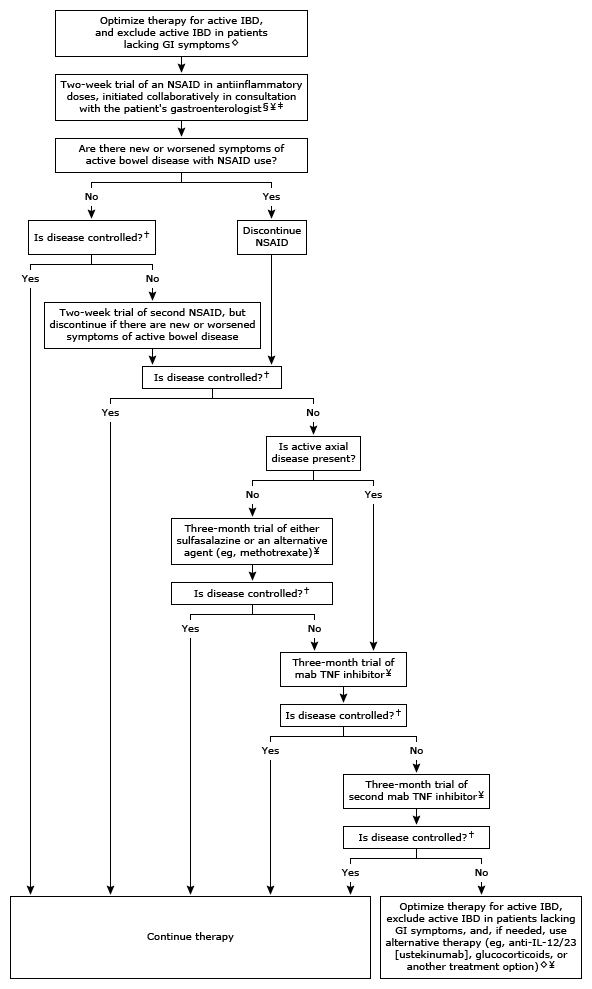 Optimize therapy for active IBD,
and exclude active IBD in patients
lacking GI symptoms◇
Two-week trial of an NSAID in antiinflammatory
doses, initiated collaboratively in consultation
with the patient's gastroenterologist§¥‡
Are there new or worsened symptoms of
active bowel disease with NSAID use?
No
Yes
Is disease controlled?†
Discontinue
NSAID
Yes
No
Two-week trial of second NSAID, but
discontinue if there are new or worsened
symptoms of active bowel disease
Is disease controlled?†
Yes
No
Is active axial
disease present?
No
Yes
Three-month trial of either
sulfasalazine or an alternative
agent (eg, methotrexate)¥
Is disease controlled?†
Yes
No
Three-month trial of
mab TNF inhibitor¥
Is disease controlled?†
Yes
No
Three-month trial of
second mab TNF inhibitor¥
Is disease controlled?†
Yes
No
Continue therapy
Optimize therapy for active IBD,
exclude active IBD in patients lacking
GI symptoms, and, if needed, use
alternative therapy (eg, anti-IL-12/23
[ustekinumab], glucocorticoids, or
another treatment option)◇¥